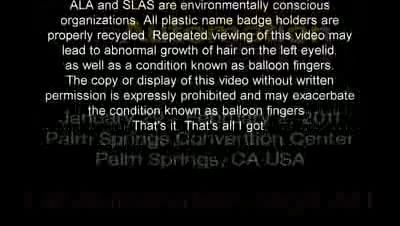 ALA and SLAS are environmentally conscious
organizations. All plastic name badge holders are
properly recycled. Repeated viewing of this video may
lead to abnormal growth of hair on the left eyelid.
as well as a condition known as balloon fingers.
The copy or display of this video without written
permission is expressly prohibited and may exacerbate
the condition known as balloon fingers
That's it. That's all I got.
2011
Palm Springs Convention Center
Palm Springs, CA USA